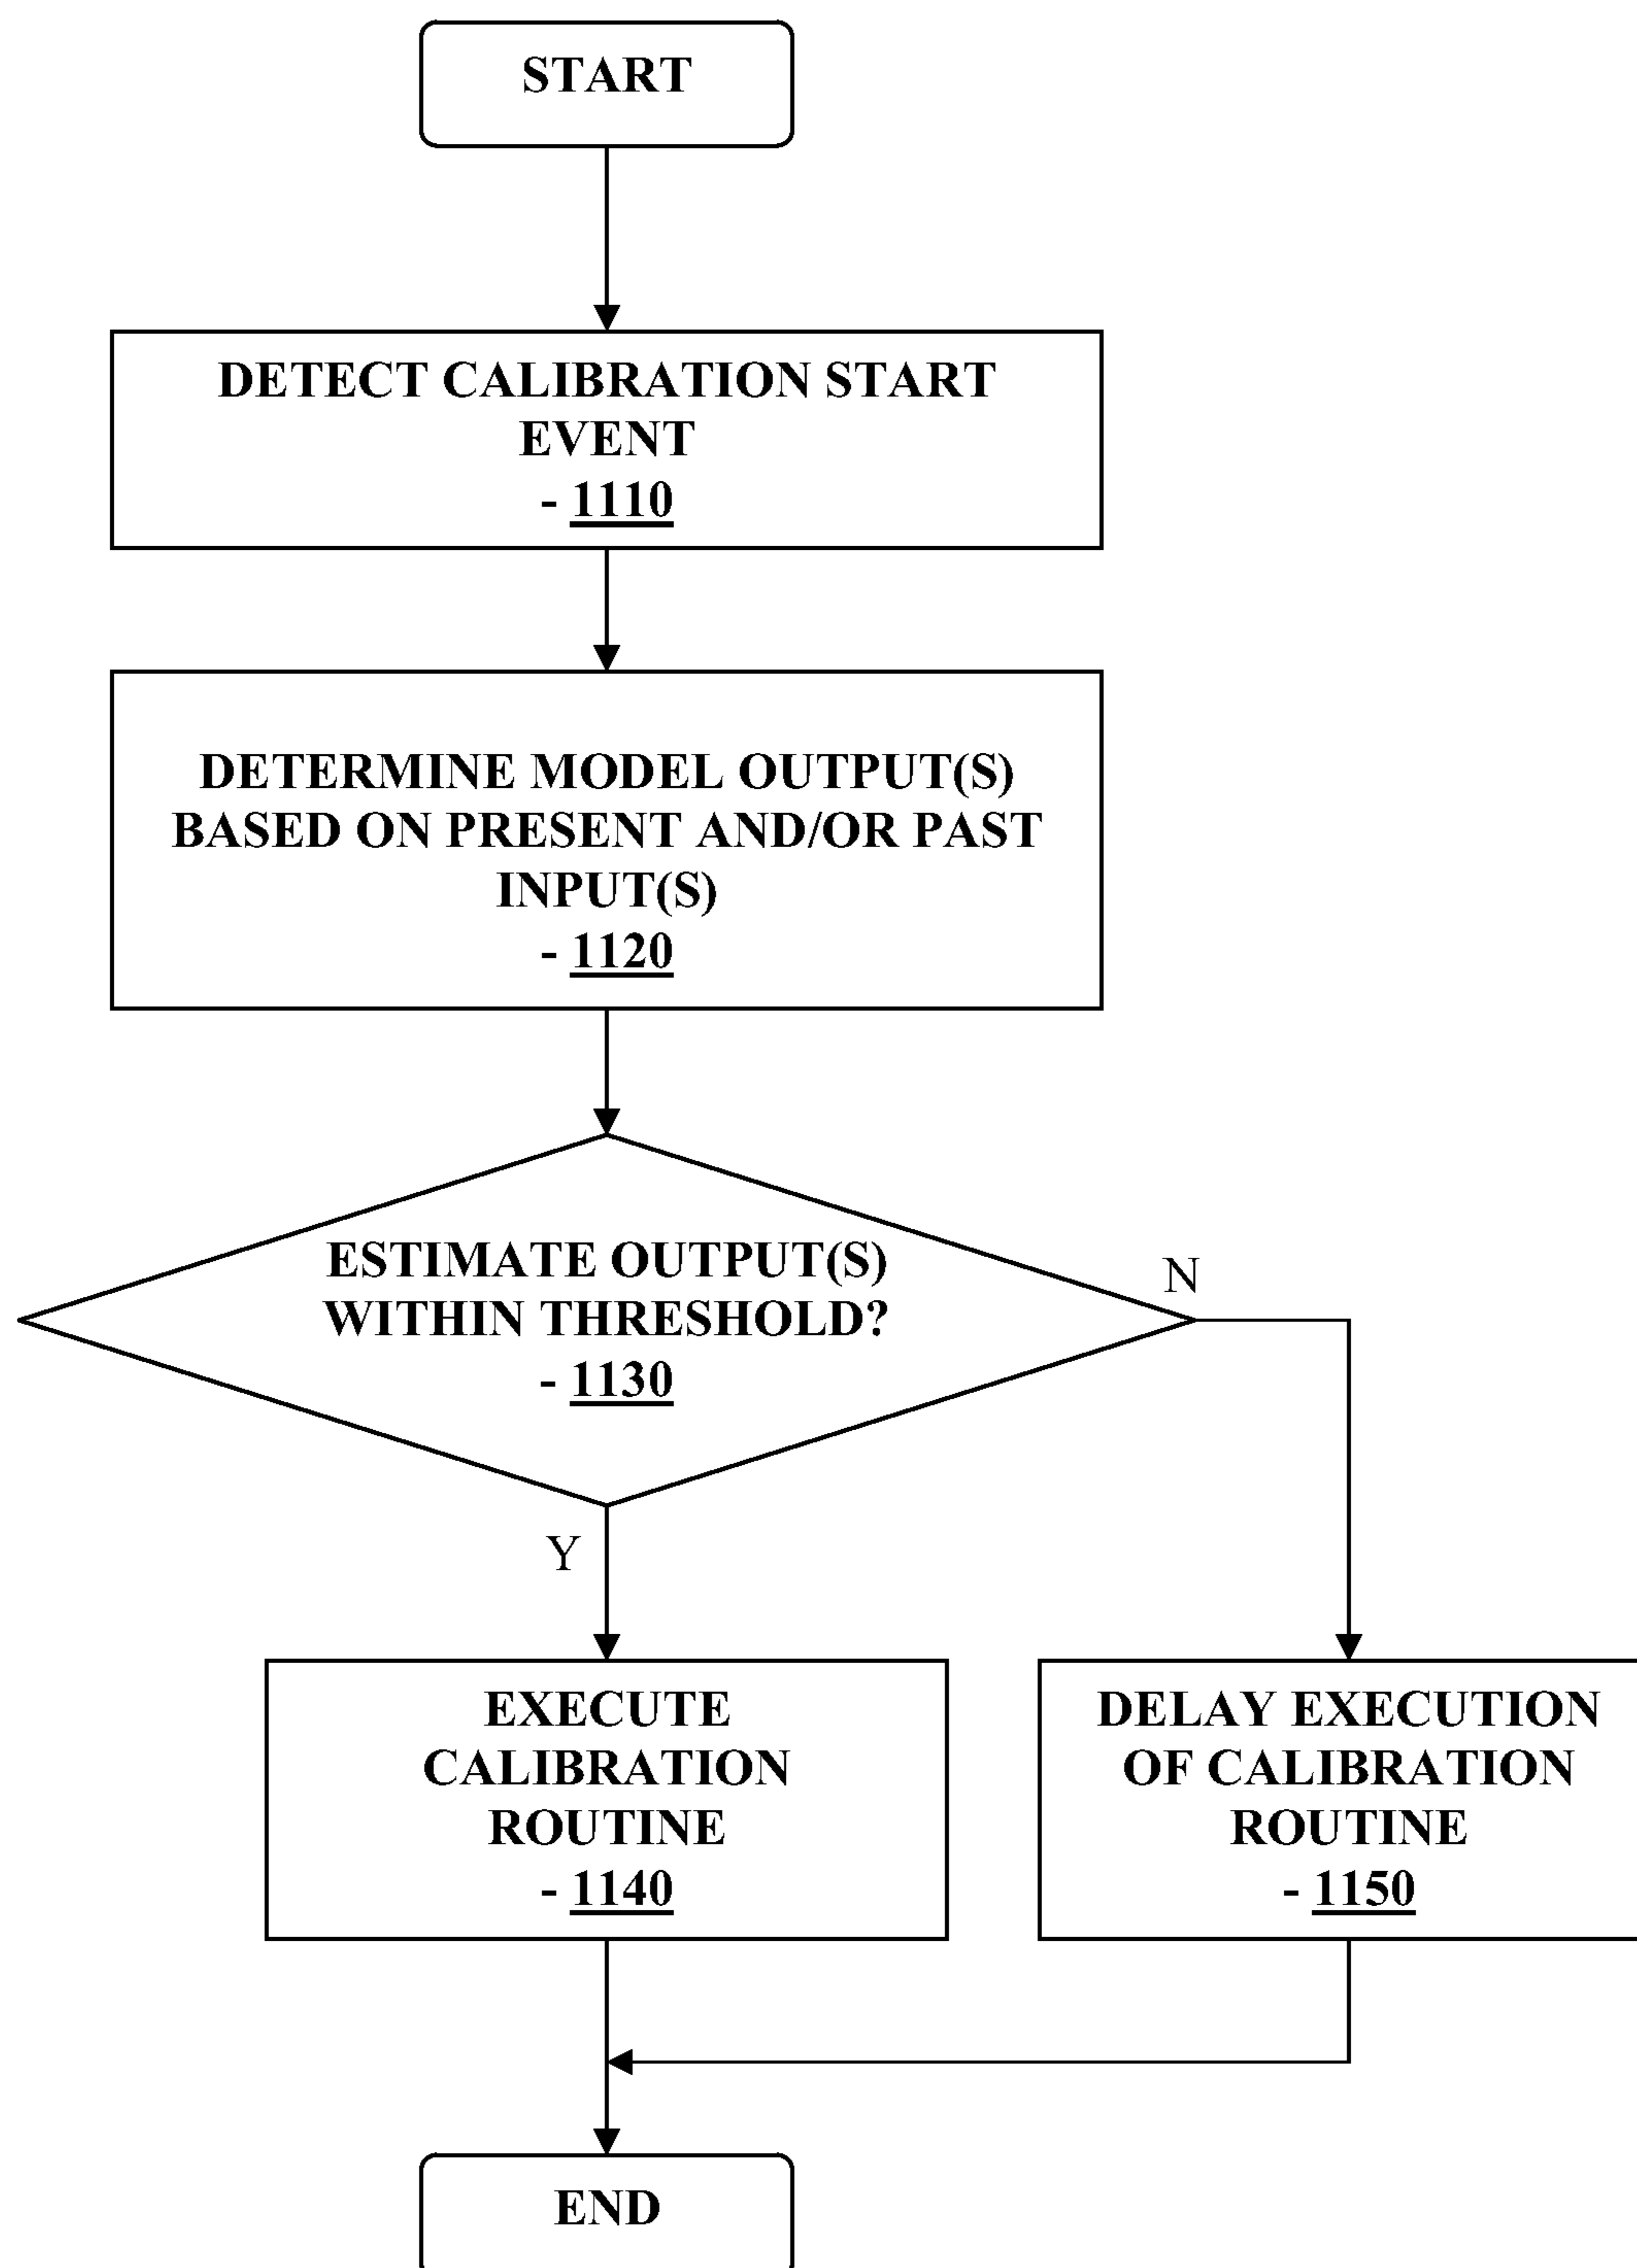 START
DETECT CALIBRATION START
EVENT
- 1110
DETERMINE MODEL OUTPUT(S)
BASED ON PRESENT AND/OR PAST
INPUT(S)
- 1120
ESTIMATE OUTPUT(S)
WITHIN THRESHOLD?
- 1130
N
Y
EXECUTE
CALIBRATION
ROUTINE
- 1140
DELAY EXECUTION
OF CALIBRATION
ROUTINE
- 1150
END